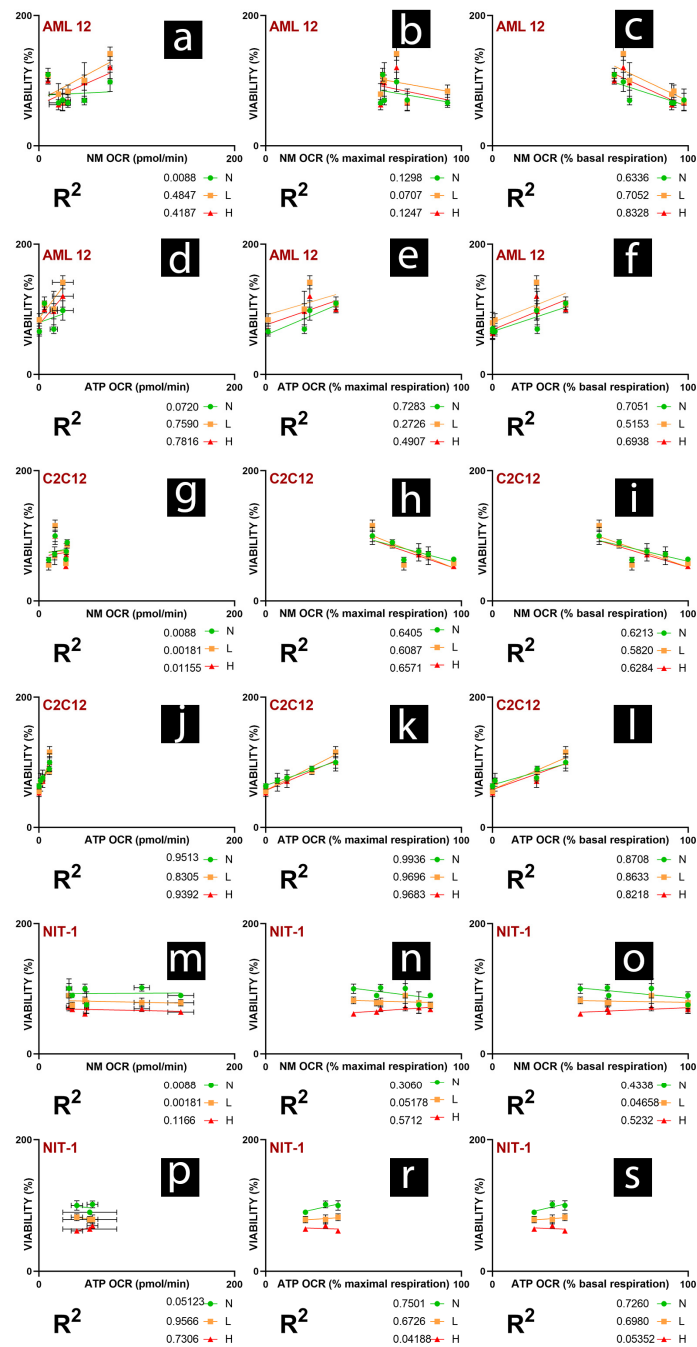 200
AML 12
a
VIABILITY (%)
0
0
NM OCR (pmol/min)
200
R2
0.0088 N
0.4847 L
0.4187 H
200
AML 12
b
VIABILITY (%)
0
0
NM OCR (% maximal respiration)
100
R2
0.1298 N
0.0707 L
0.1247 H
200
AML 12
c
VIABILITY (%)
0
0
NM OCR (% basal respiration)
100
R2
0.6336 N
0.7052 L
0.8328 H
200
AML 12
d
VIABILITY (%)
0
0
ATP OCR (pmol/min)
200
R2
0.0720 N
0.7590 L
0.7816 H
200
AML 12
e
VIABILITY (%)
0
0
ATP OCR (% maximal respiration)
100
R2
0.7283 N
0.2726 L
0.4907 H
200
AML 12
f
VIABILITY (%)
0
0
ATP OCR (% basal respiration)
100
R2
0.7051 N
0.5153 L
0.6938 H
200
C2C12
g
VIABILITY (%)
0
0
NM OCR (pmol/min)
200
R2
0.0088 N
0.00181 L
0.01155 H
200
C2C12
h
VIABILITY (%)
0
0
NM OCR (% maximal respiration)
100
R2
0.6405 N
0.6087 L
0.6571 H
200
C2C12
i
VIABILITY (%)
0
0
NM OCR (% basal respiration)
100
R2
0.6213 N
0.5820 L
0.6284 H
200
C2C12
j
VIABILITY (%)
0
0
ATP OCR (pmol/min)
200
R2
0.9513 N
0.8305 L
0.9392 H
200
C2C12
k
VIABILITY (%)
0
0
ATP OCR (% maximal respiration)
100
R2
0.9936 N
0.9696 L
0.9683 H
200
C2C12
l
VIABILITY (%)
0
0
ATP OCR (% basal respiration)
100
R2
0.8708 N
0.8633 L
0.8218 H
200
NIT-1
m
VIABILITY (%)
0
0
NM OCR (pmol/min)
200
R2
0.0088 N
0.00181 L
0.1166 H
200
NIT-1
n
VIABILITY (%)
0
0
NM OCR (% maximal respiration)
100
R2
0.3060 N
0.05178 L
0.5712 H
200
NIT-1
o
VIABILITY (%)
0
0
NM OCR (% basal respiration)
100
R2
0.4338 N
0.04658 L
0.5232 H
200
NIT-1
p
VIABILITY (%)
0
0
ATP OCR (pmol/min)
200
R2
0.05123 N
0.9566 L
0.7306 H
200
NIT-1
r
VIABILITY (%)
0
0
ATP OCR (% maximal respiration)
100
R2
0.7501 N
0.6726 L
0.04188 H
200
NIT-1
s
VIABILITY (%)
0
0
ATP OCR (% basal respiration)
100
R2
0.7260 N
0.6980 L
0.05352 H